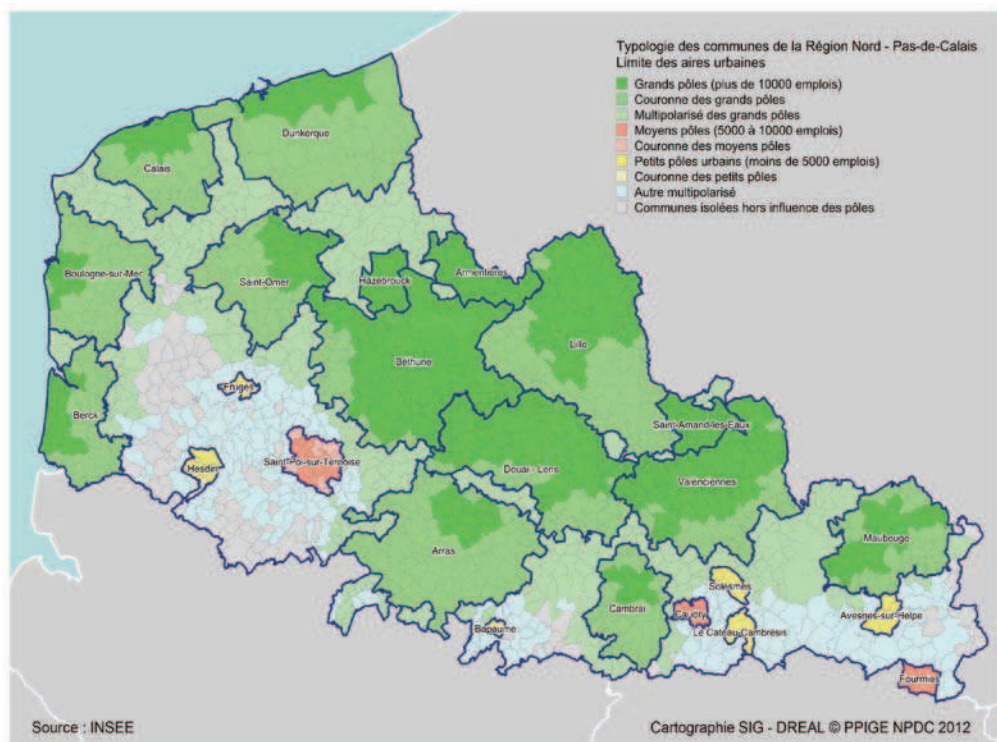 Typologie des communes de la Région Nord - Pas-de-Calais
Limite des aires urbaines
Grands pôles (plus de 10000 emplois)
Couronne des grands pôles
Multipolarisé des grands pôles
Moyens pôles (5000 à 10000 emplois)
Couronne des moyens pôles
Petits pôles urbains (moins de 5000 emplois)
Couronne des petits pôles
Autre multipolarisé
Communes isolées hors influence des pôles
Dunkerque
Calais
Boulogne-sur-Mer
Saint-Omer
Hazebrouck
Armentières
Lille
Béthune
Fruges
Berck
Saint-Amand-les-Eaux
Hesdin
Saint-Pol-sur-Ternoise
Douai - Lens
Valenciennes
Maubeuge
Arras
Solesmes
Cambrai
Caudry
Avesnes-sur-Helpe
Bapaume
Le Cateau-Cambrésis
Fourmies
Source : INSEE
Cartographie SIG - DREAL © PPIGE NPDC 2012